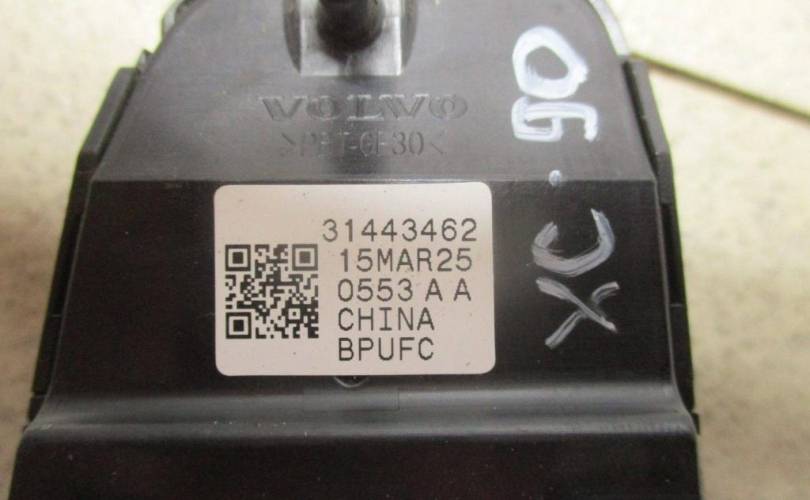 VOLVO
>PBT-GF30<
31443462
15MAR25
0553 A A
CHINA
BPUFC
XC.90